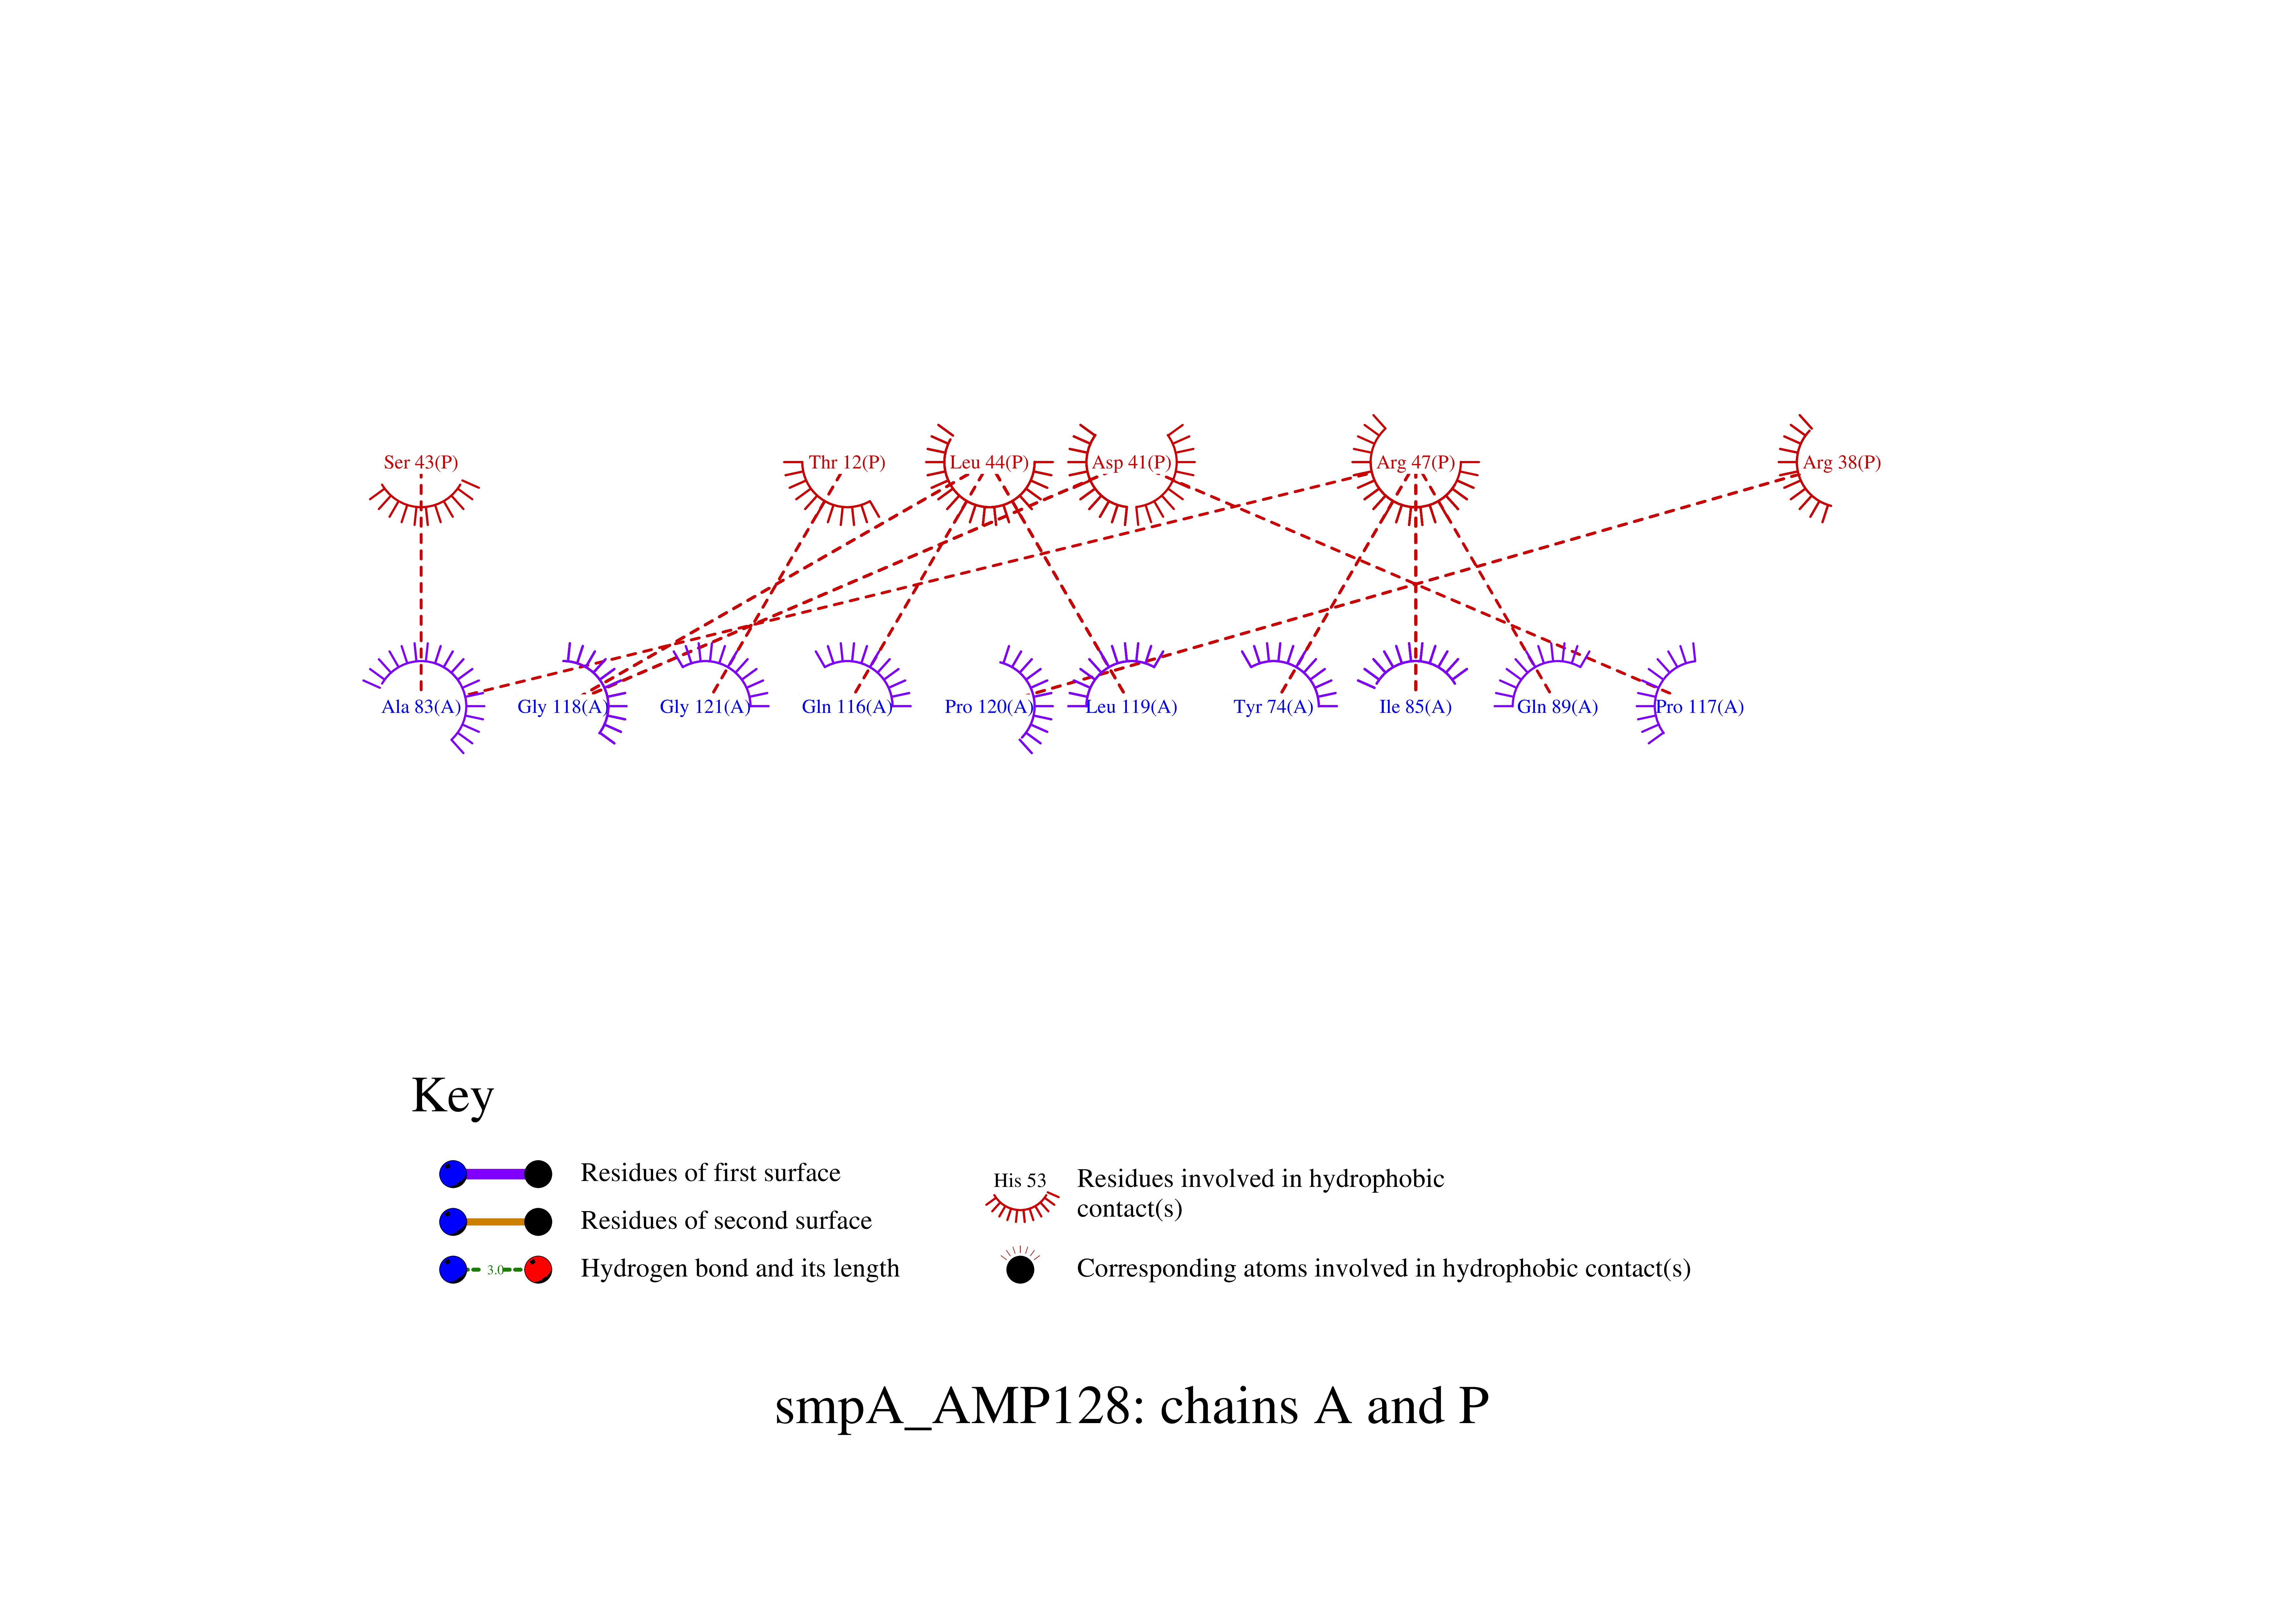 Ser 43(P) Thr 12(P) Leu 44(P) Asp 41(P) Arg 47(P) Arg 38(P)
Ala 83(A) Gly 118(A) Gly 121(A) Gln 116(A) Pro 120(A) Leu 119(A) Tyr 74(A) Ile 85(A) Gln 89(A) Pro 117(A)
Key
Residues of first surface
Residues of second surface
3.0 Hydrogen bond and its length
His 53 Residues involved in hydrophobic
contact(s)
Corresponding atoms involved in hydrophobic contact(s)
smpA_AMP128: chains A and P